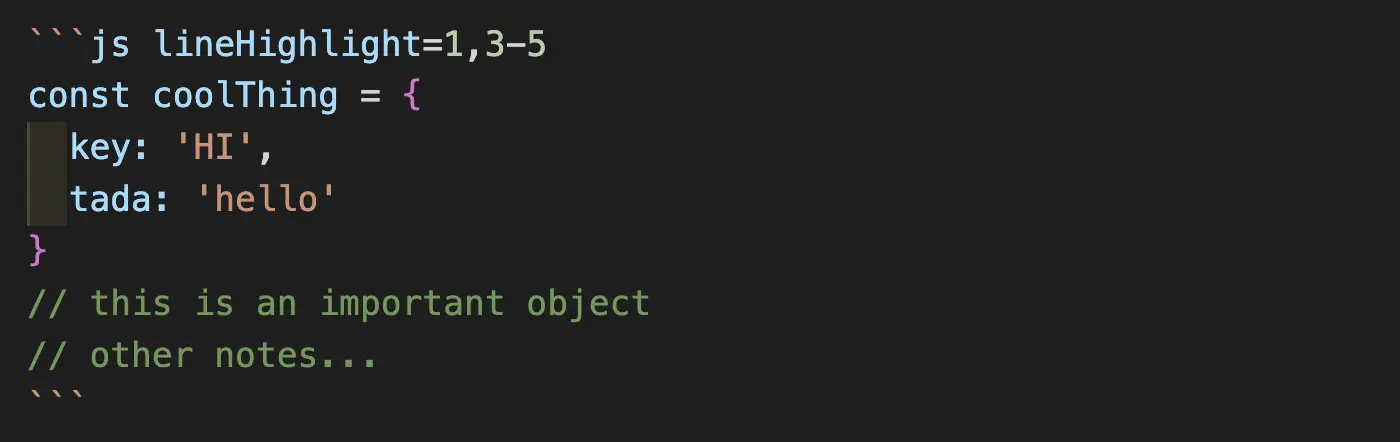 ```js lineHighlight=1,3-5
const coolThing = {
  key: 'HI',
  tada: 'hello'
}
// this is an important object
// other notes...
```